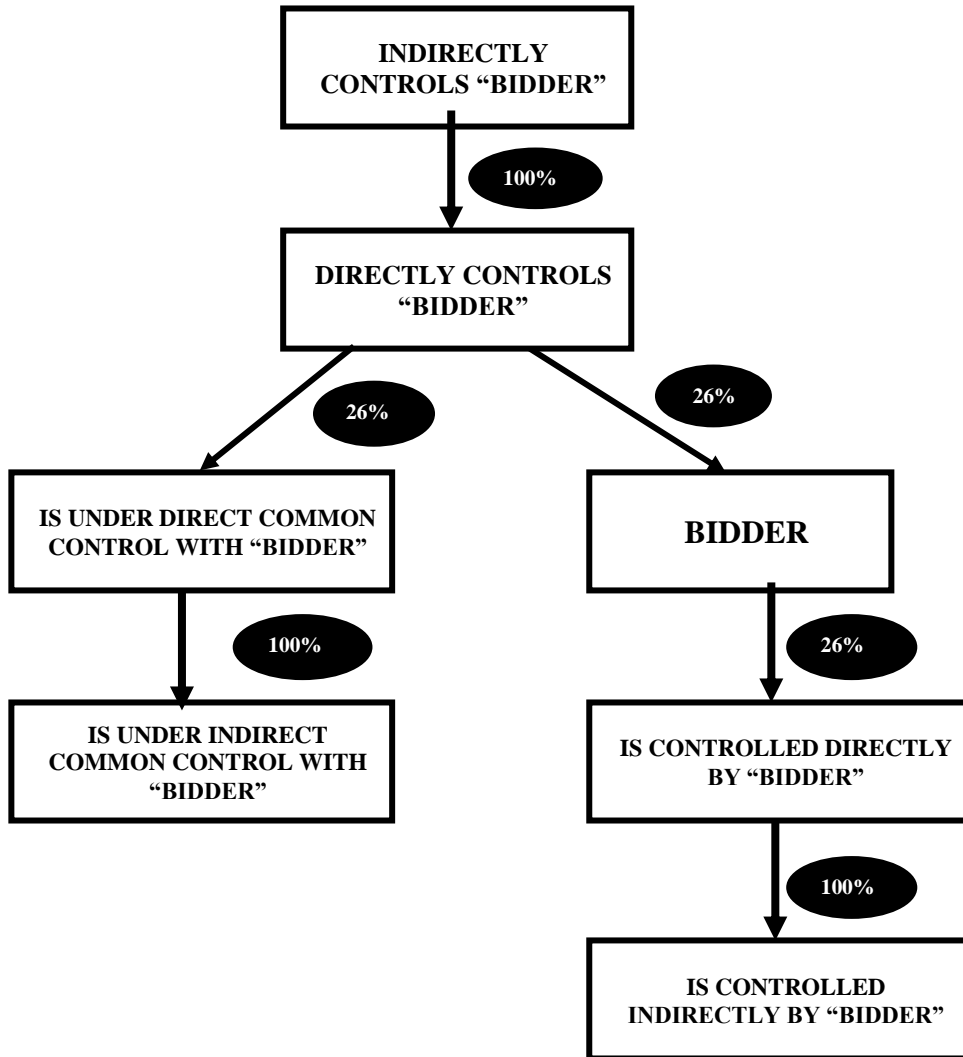 INDIRECTLY
CONTROLS “BIDDER”
100%
DIRECTLY CONTROLS
“BIDDER”
26%
26%
IS UNDER DIRECT COMMON
CONTROL WITH “BIDDER”
BIDDER
100%
26%
IS UNDER INDIRECT
COMMON CONTROL WITH
“BIDDER”
IS CONTROLLED DIRECTLY
BY “BIDDER”
100%
IS CONTROLLED
INDIRECTLY BY “BIDDER”